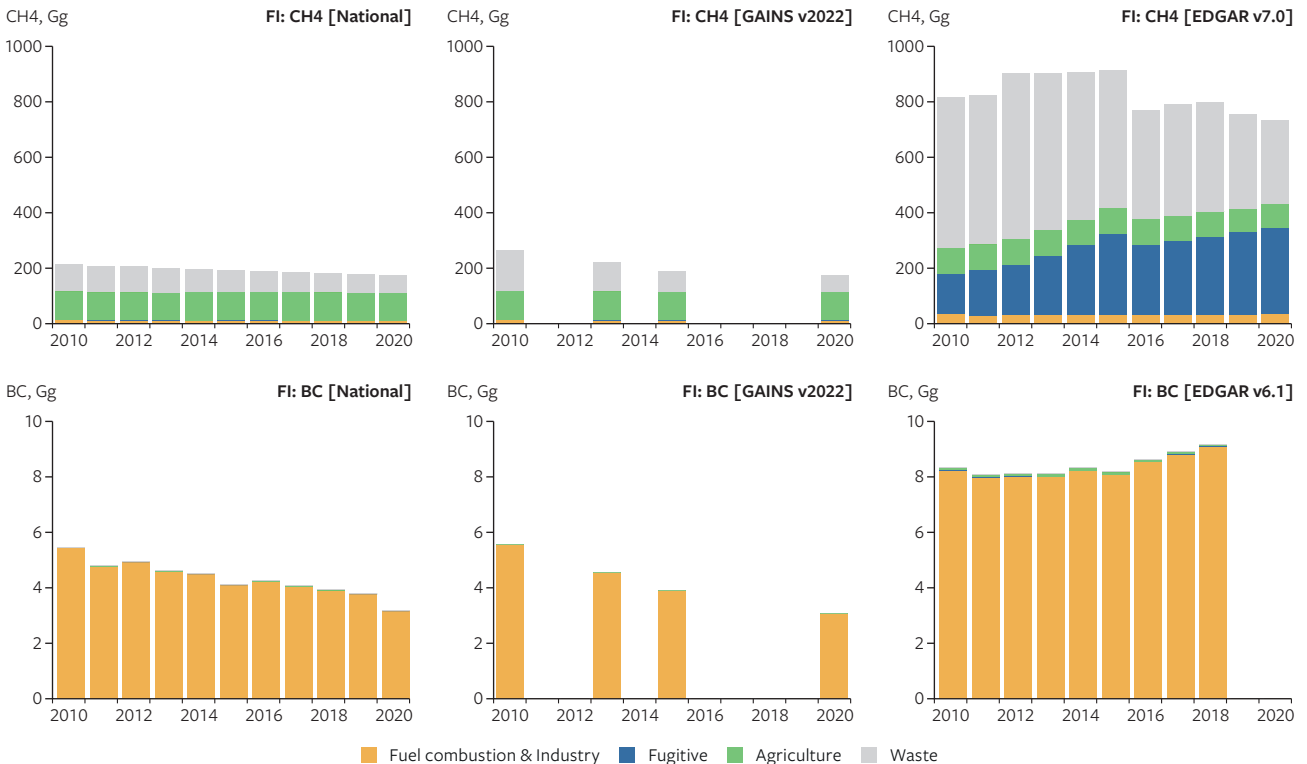 CH4, Gg FI: CH4 [National]
1000
800
600
400
200
0
2010 2012 2014 2016 2018 2020
CH4, Gg FI: CH4 [GAINS v2022]
1000
800
600
400
200
0
2010 2012 2014 2016 2018 2020
CH4, Gg FI: CH4 [EDGAR v7.0]
1000
800
600
400
200
0
2010 2012 2014 2016 2018 2020
BC, Gg FI: BC [National]
10
8
6
4
2
0
2010 2012 2014 2016 2018 2020
BC, Gg FI: BC [GAINS v2022]
10
8
6
4
2
0
2010 2012 2014 2016 2018 2020
BC, Gg FI: BC [EDGAR v6.1]
10
8
6
4
2
0
2010 2012 2014 2016 2018 2020
Fuel combustion & Industry Fugitive Agriculture Waste